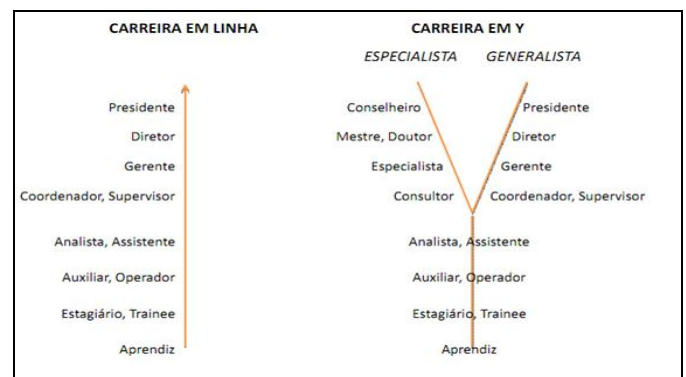 CARREIRA EM LINHA
Presidente
Diretor
Gerente
Coordenador, Supervisor
Analista, Assistente
Auxiliar, Operador
Estagiário, Trainee
Aprendiz
CARREIRA EM Y
ESPECIALISTA GENERALISTA
Conselheiro Presidente
Mestre, Doutor Diretor
Especialista Gerente
Consultor Coordenador, Supervisor
Analista, Assistente
Auxiliar, Operador
Estagiário, Trainee
Aprendiz